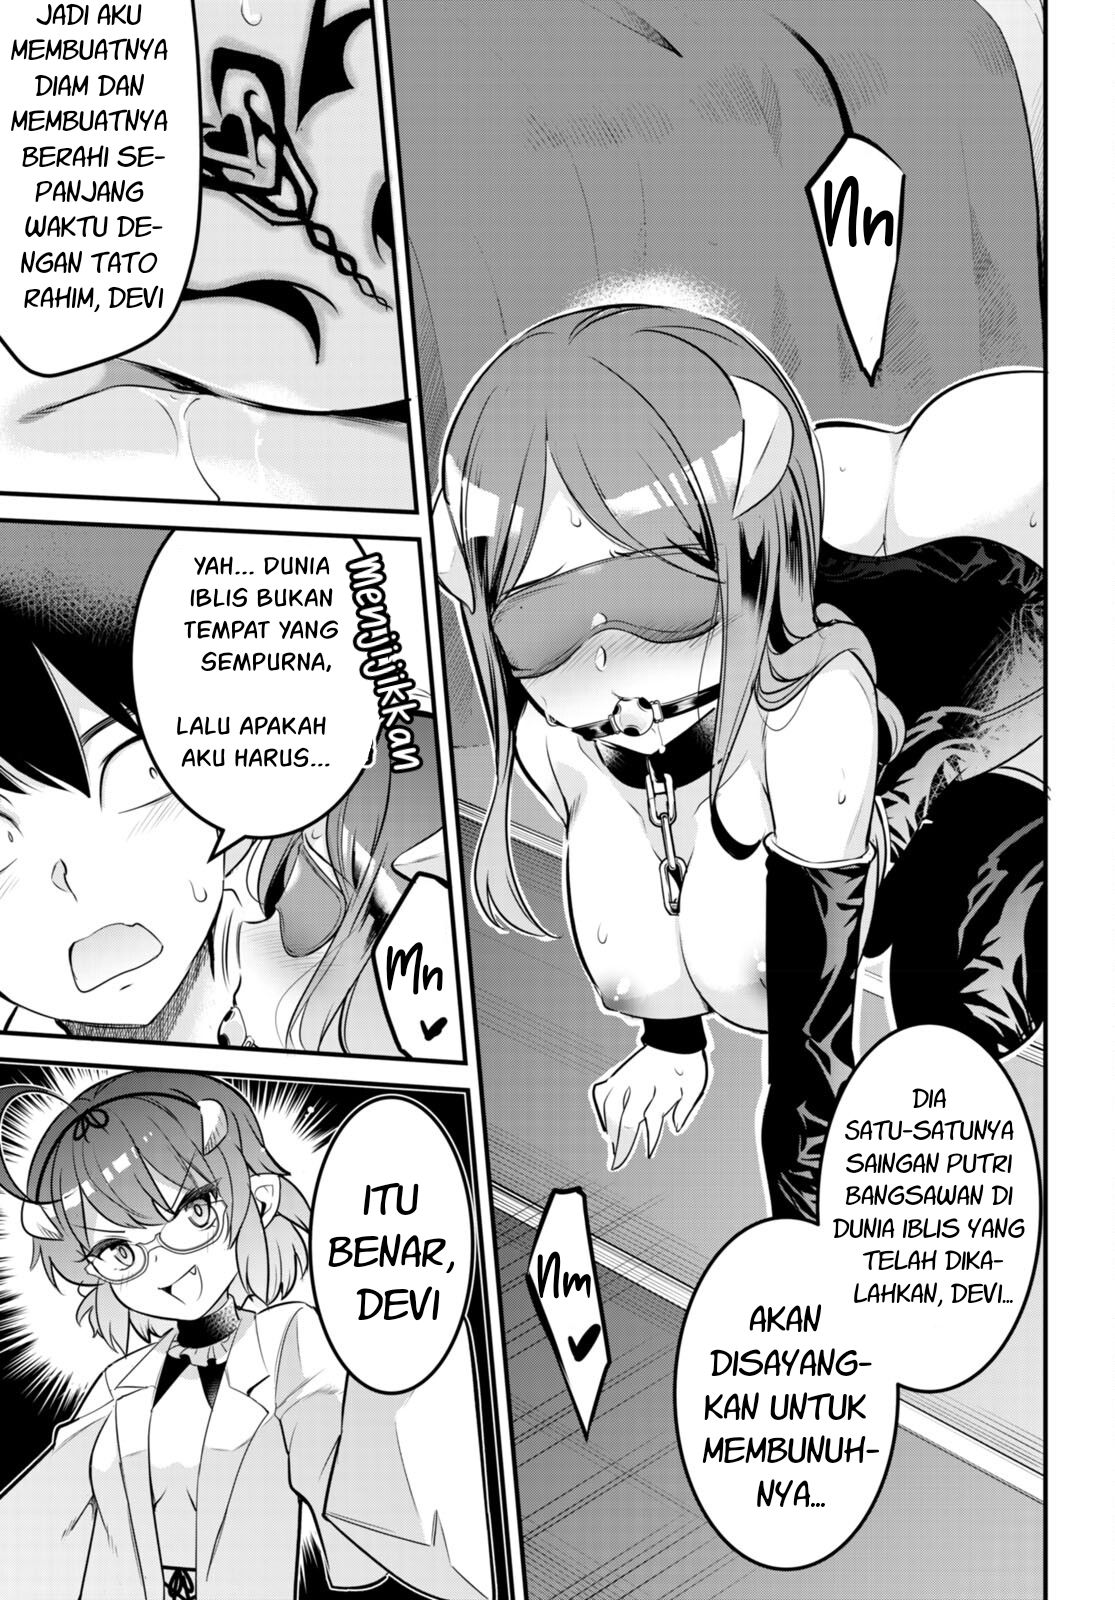 Nn
DIA
SATU-SATUNYA
SAINGAN PUTRI
BANGSAWAN DI
DUNIA IBLIS YANG
TELAH DIKA-
LAHKAN, DEVI...
AKAN
DISAYANG-
KAN UNTUK
MEMBUNUH-
NYA...
Nm
JADI AKU
MEMBUATNYA
DIAM DAN
MEMBUATNYA
BERAHI SE-
PANJANG
WAKTU DE-
NGAN TATO
RAHIM, DEVI
YAH... DUNIA
IBLIS BUKAN
TEMPAT YANG
SEMPURNA,
LALU APAKAH
AKU HARUS...
menjijikkan
Mn
ITU
BENAR,
DEVI